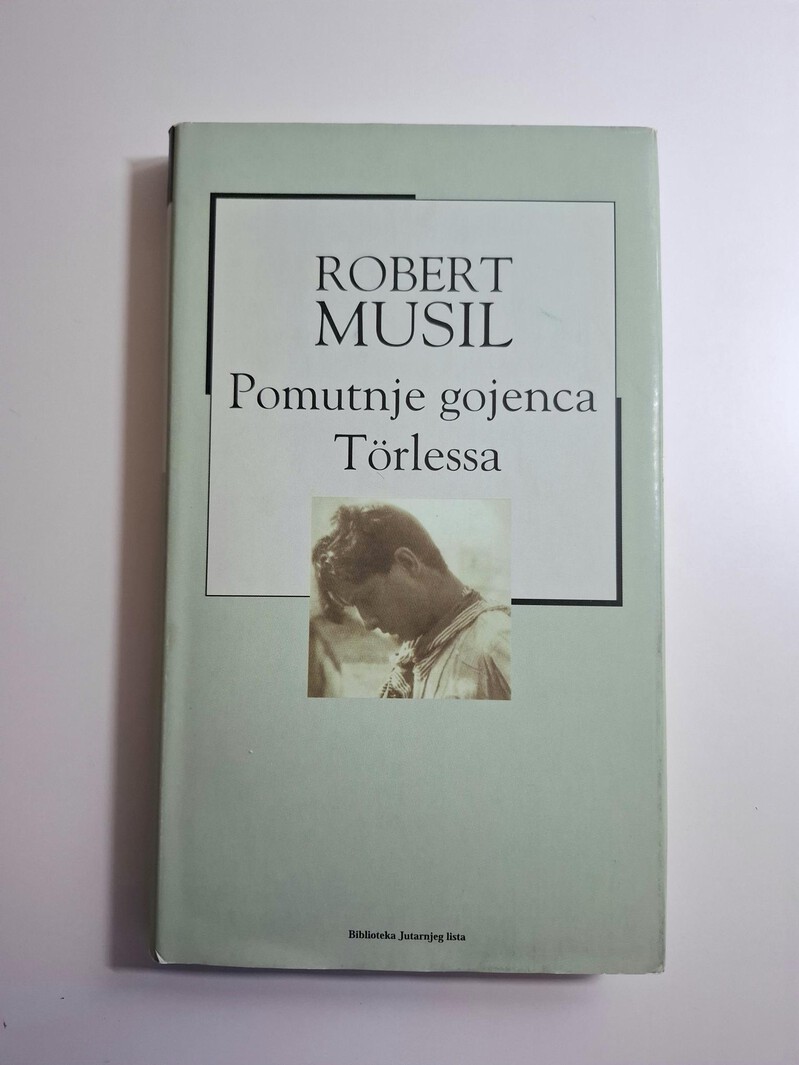 ROBERT
MUSIL
Pomutnje gojenca
Törlessa
Biblioteka Jutarnjeg lista